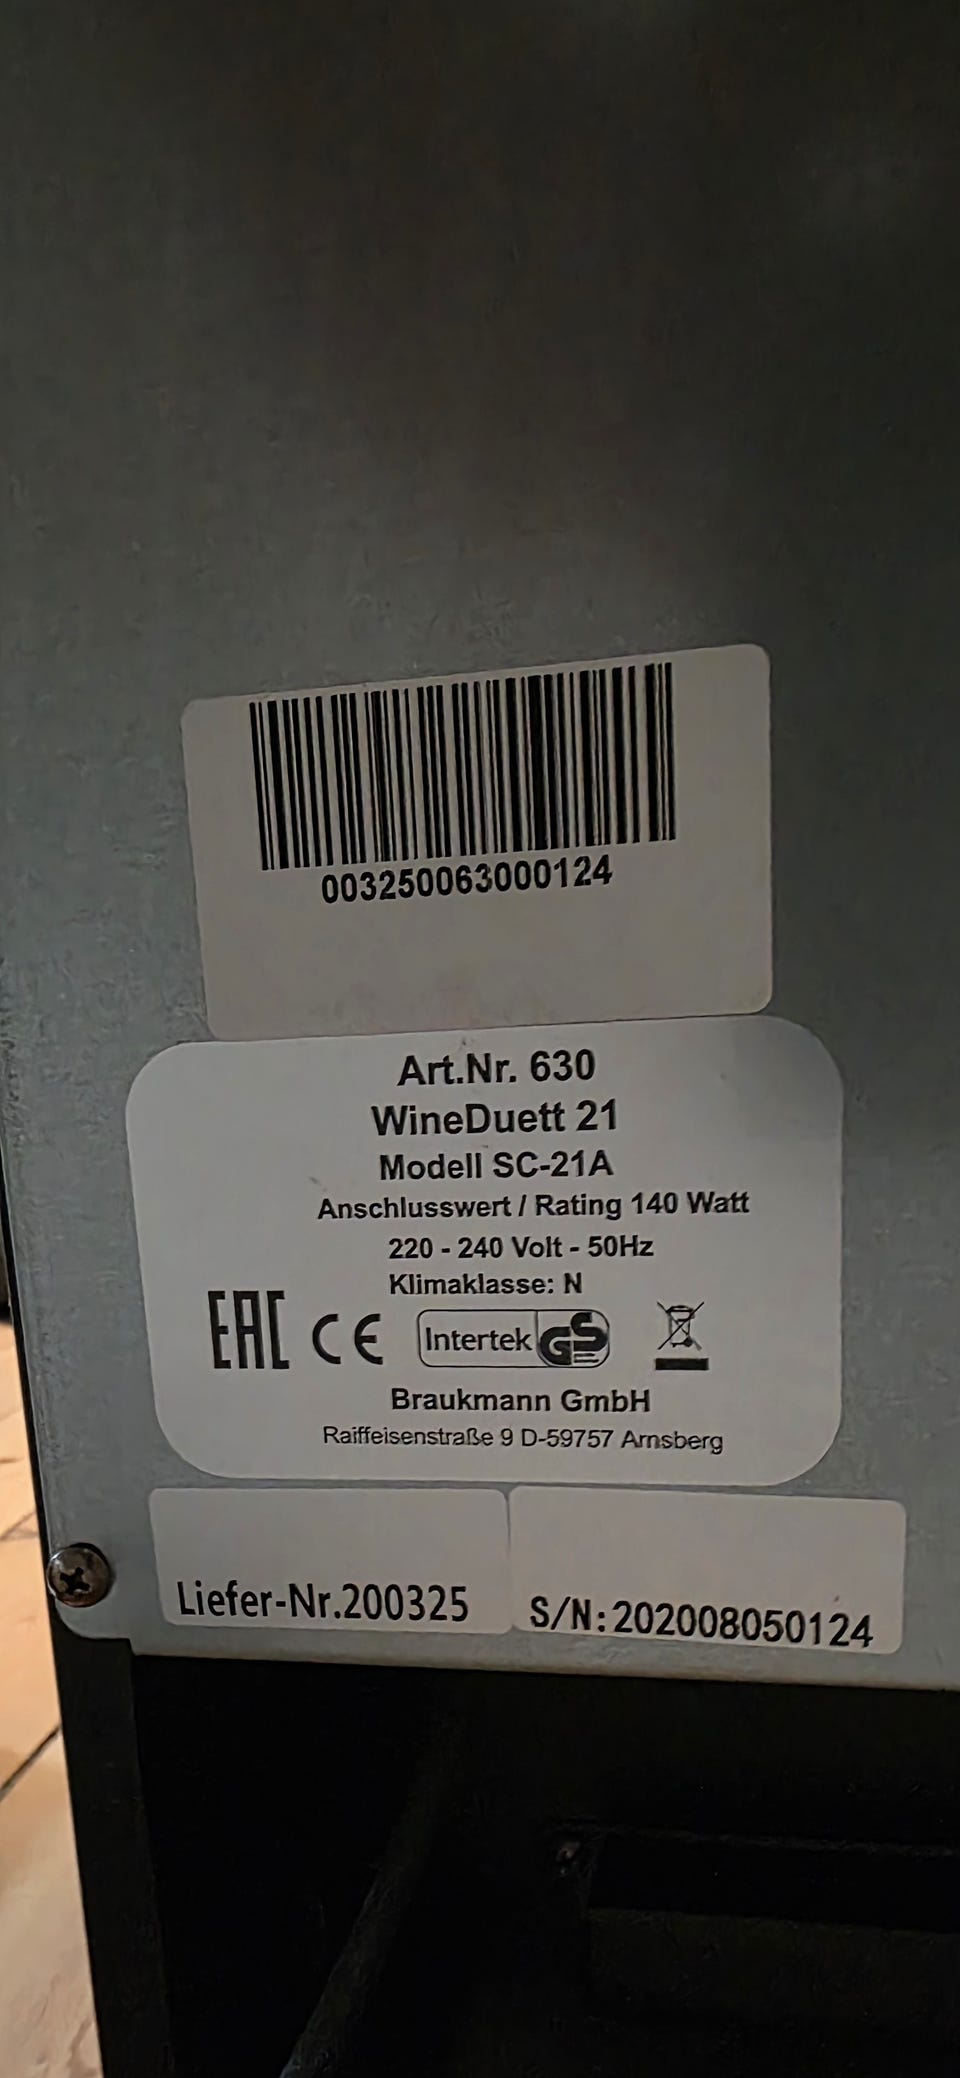 003250063000124
Art.Nr. 630
WineDuett 21
Modell SC-21A
Anschlusswert / Rating 140 Watt
220 - 240 Volt - 50Hz
Klimaklasse: N
EAC CE Intertek GS
Braukmann GmbH
Raiffeisenstraße 9 D-59757 Arnsberg
Liefer-Nr.200325
S/N:202008050124